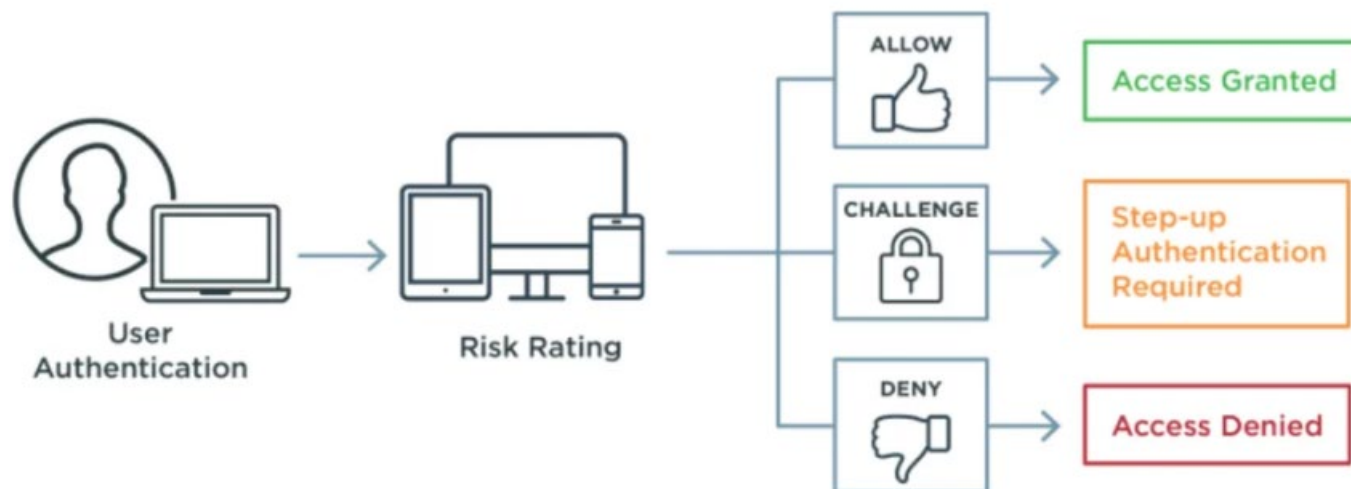 User
Authentication
Risk Rating
ALLOW
Access Granted
CHALLENGE
Step-up
Authentication
Required
DENY
Access Denied